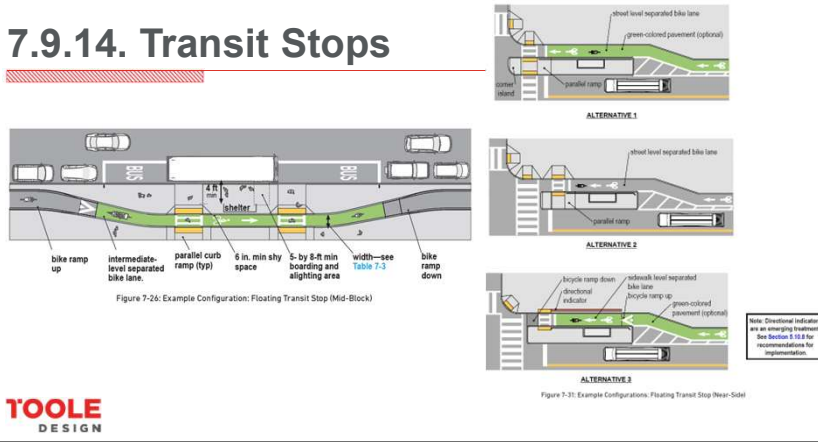 7.9.14. Transit Stops
BUS
BUS
4 ft
min
shelter
bike ramp
up
intermediate-
level separated
bike lane.
parallel curb
ramp (typ)
6 in. min shy
space
5- by 8-ft min
boarding and
alighting area
width—see
Table 7-3
bike
ramp
down
Figure 7-26: Example Configuration: Floating Transit Stop (Mid-Block)
street level separated bike lane
green-colored pavement (optional)
corner
island
parallel ramp
ALTERNATIVE 1
street level separated bike lane
parallel ramp
ALTERNATIVE 2
bicycle ramp down
directional
indicator
sidewalk level separated
bike lane
bicycle ramp up
green-colored
pavement (optional)
ALTERNATIVE 3
Note: Directional indicators
are an emerging treatment.
See Section 5.10.8 for
recommendations for
implementation.
Figure 7-31: Example Configurations: Floating Transit Stop (Near-Side)
TOOLE
DESIGN